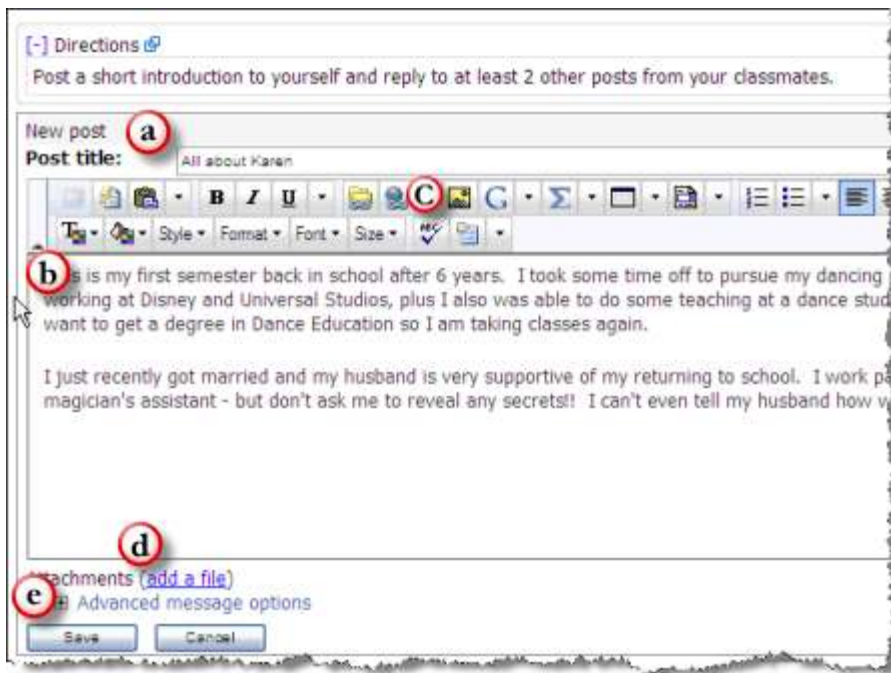 [-] Directions
Post a short introduction to yourself and reply to at least 2 other posts from your classmates.
New post a
Post title: All about Karen
B I U C G Σ
T Style Format Font Size ABC
b is is my first semester back in school after 6 years. I took some time off to pursue my dancing
working at Disney and Universal Studios, plus I also was able to do some teaching at a dance stud
want to get a degree in Dance Education so I am taking classes again.
I just recently got married and my husband is very supportive of my returning to school. I work pa
magician's assistant - but don't ask me to reveal any secrets!! I can't even tell my husband how w
d
Attachments (add a file)
e Advanced message options
Save Cancel